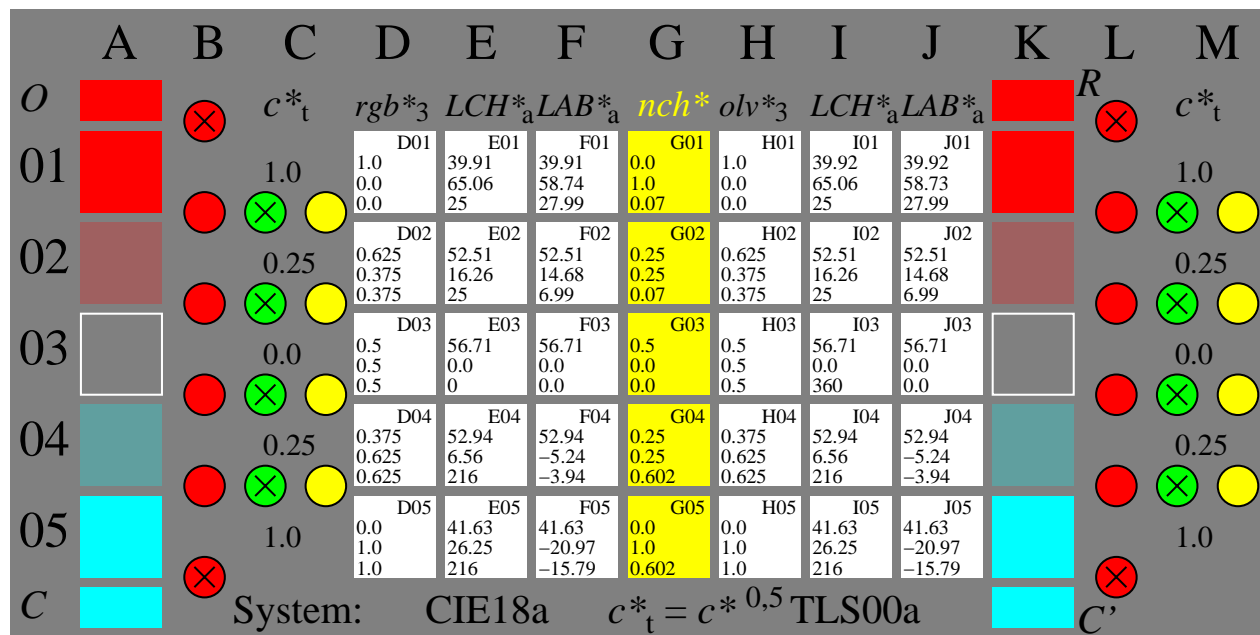 A B C D E F G H I J K L M
O c*t rgb*3 LCH*a LAB*a nch* olv*3 LCH*a LAB*a R c*t
01 1.0 1.0
D01 E01 F01 G01 H01 I01 J01
1.0 39.91 39.91 0.0 1.0 39.92 39.92
0.0 65.06 58.74 1.0 0.0 65.06 58.73
0.0 25 27.99 0.07 0.0 25 27.99
02 0.25 0.25
D02 E02 F02 G02 H02 I02 J02
0.625 52.51 52.51 0.25 0.625 52.51 52.51
0.375 16.26 14.68 0.25 0.375 16.26 14.68
0.375 25 6.99 0.07 0.375 25 6.99
03 0.0 0.0
D03 E03 F03 G03 H03 I03 J03
0.5 56.71 56.71 0.5 0.5 56.71 56.71
0.5 0.0 0.0 0.0 0.5 0.0 0.0
0.5 0 0.0 0.0 0.5 360 0.0
04 0.25 0.25
D04 E04 F04 G04 H04 I04 J04
0.375 52.94 52.94 0.25 0.375 52.94 52.94
0.625 6.56 −5.24 0.25 0.625 6.56 −5.24
0.625 216 −3.94 0.602 0.625 216 −3.94
05 1.0 1.0
D05 E05 F05 G05 H05 I05 J05
0.0 41.63 41.63 0.0 0.0 41.63 41.63
1.0 26.25 −20.97 1.0 1.0 26.25 −20.97
1.0 216 −15.79 0.602 1.0 216 −15.79
C System: CIE18a c*t = c* 0,5 TLS00a C'